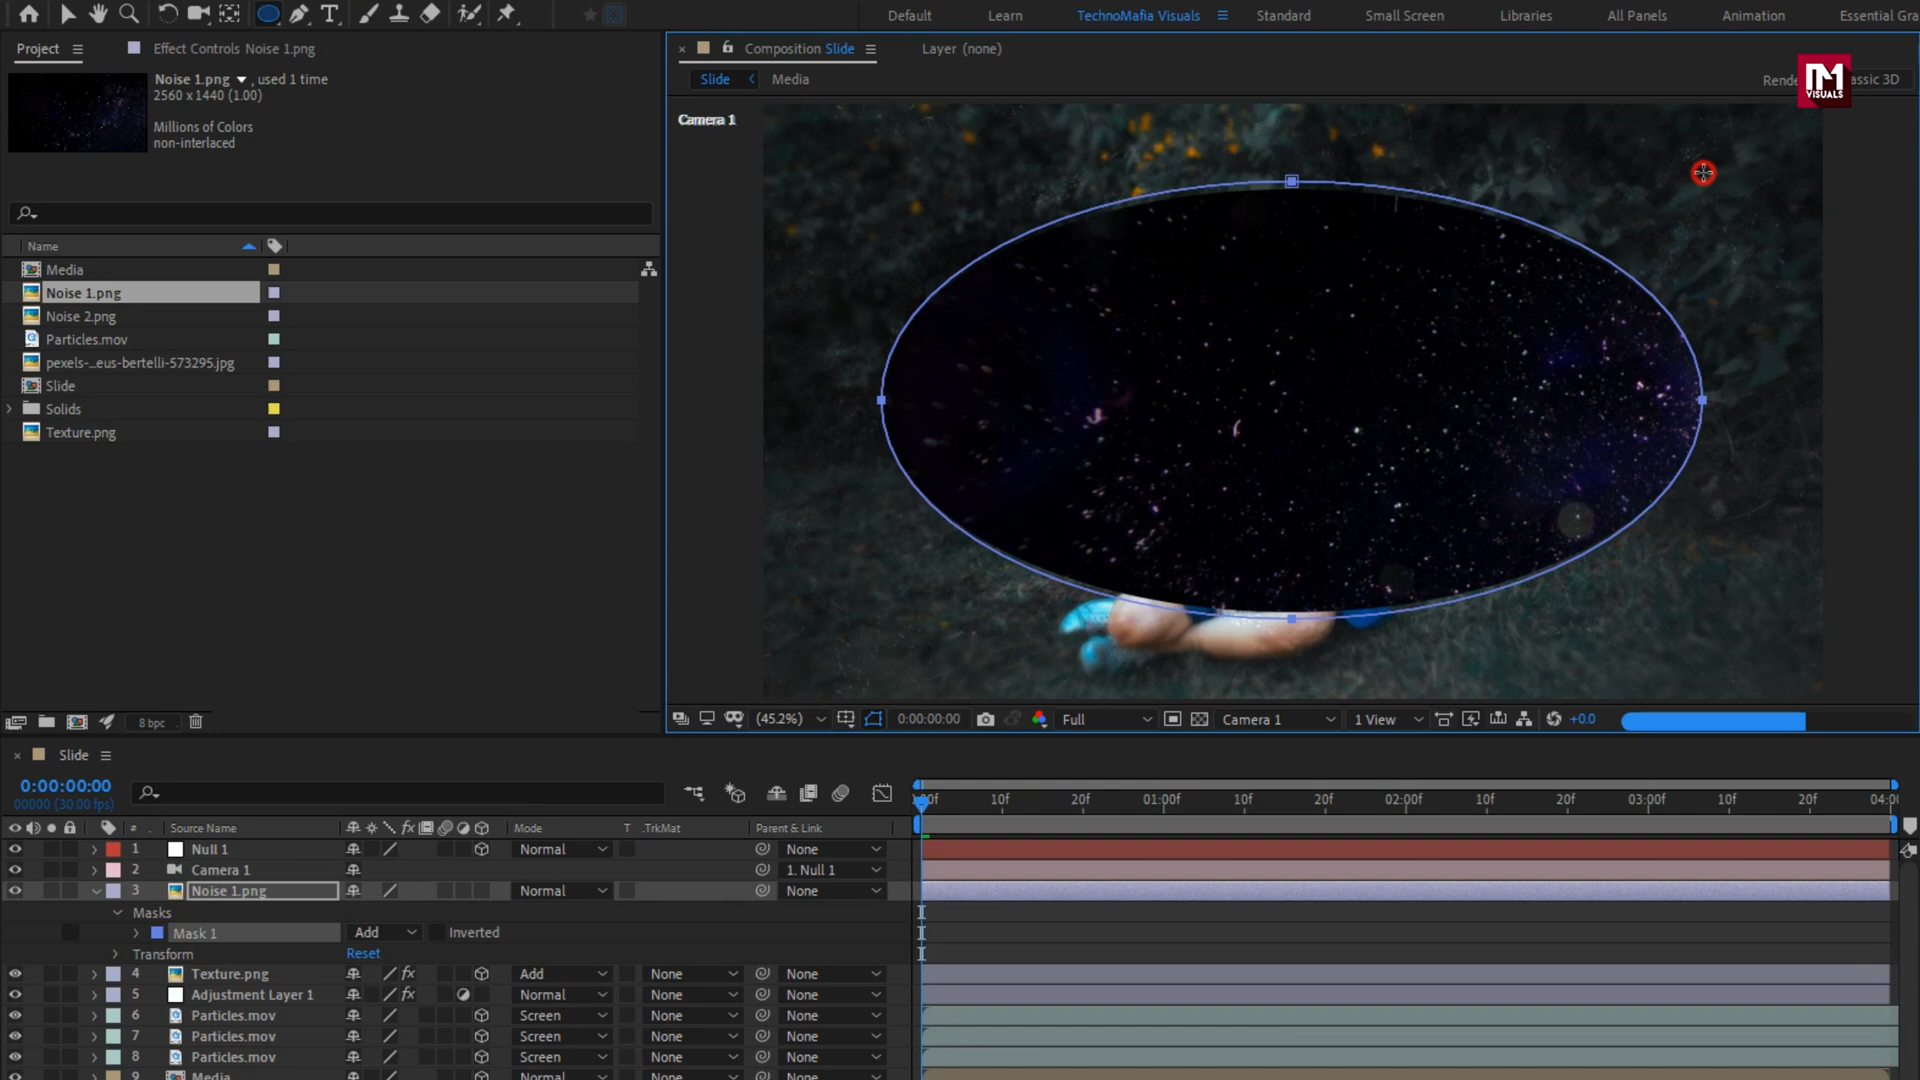 Default Learn TechnoMafia Visuals Standard Small Screen Libraries All Panels Animation Essential Gra
Project Effect Controls Noise 1.png
Composition Slide Layer (none)
Noise 1.png , used 1 time
2560 x 1440 (1.00)
Millions of Colors
non-interlaced
Slide Media
Rende assic 3D
VISUALS
Camera 1
Name
Media
Noise 1.png
Noise 2.png
Particles.mov
pexels-...eus-bertelli-573295.jpg
Slide
Solids
Texture.png
8 bpc
(45.2%) 0:00:00:00 Full Camera 1 1 View +0.0
Slide
0:00:00:00
00000 (30.00 fps)
10f 20f 01:00f 10f 20f 02:00f 10f 20f 03:00f 10f 20f 04:0
# Source Name fx Mode T .TrkMat Parent & Link
1 Null 1 Normal None
2 Camera 1 1. Null 1
3 Noise 1.png Normal None
Masks
Mask 1 Add Inverted
Transform Reset
4 Texture.png fx Add None None
5 Adjustment Layer 1 fx Normal None None
6 Particles.mov Screen None None
7 Particles.mov Screen None None
8 Particles.mov Screen None None
9 Media Normal None None